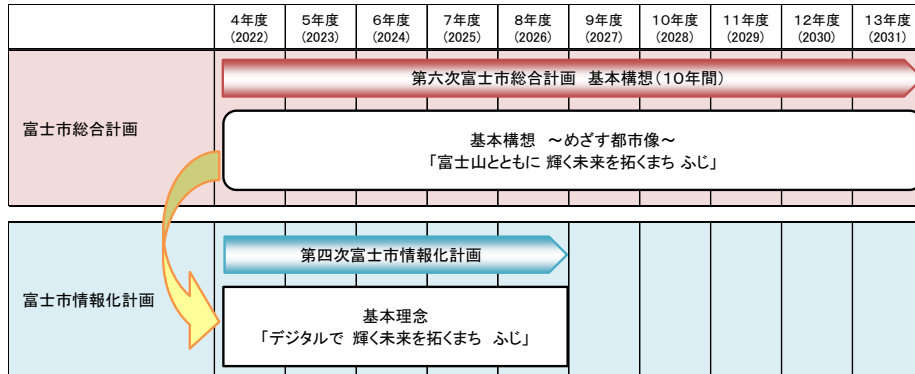 4年度 5年度 6年度 7年度 8年度 9年度 10年度 11年度 12年度 13年度
(2022) (2023) (2024) (2025) (2026) (2027) (2028) (2029) (2030) (2031)
富士市総合計画
第六次富士市総合計画 基本構想(10年間)
基本構想 ~めざす都市像~
「富士山とともに 輝く未来を拓くまち ふじ」
富士市情報化計画
第四次富士市情報化計画
基本理念
「デジタルで 輝く未来を拓くまち ふじ」